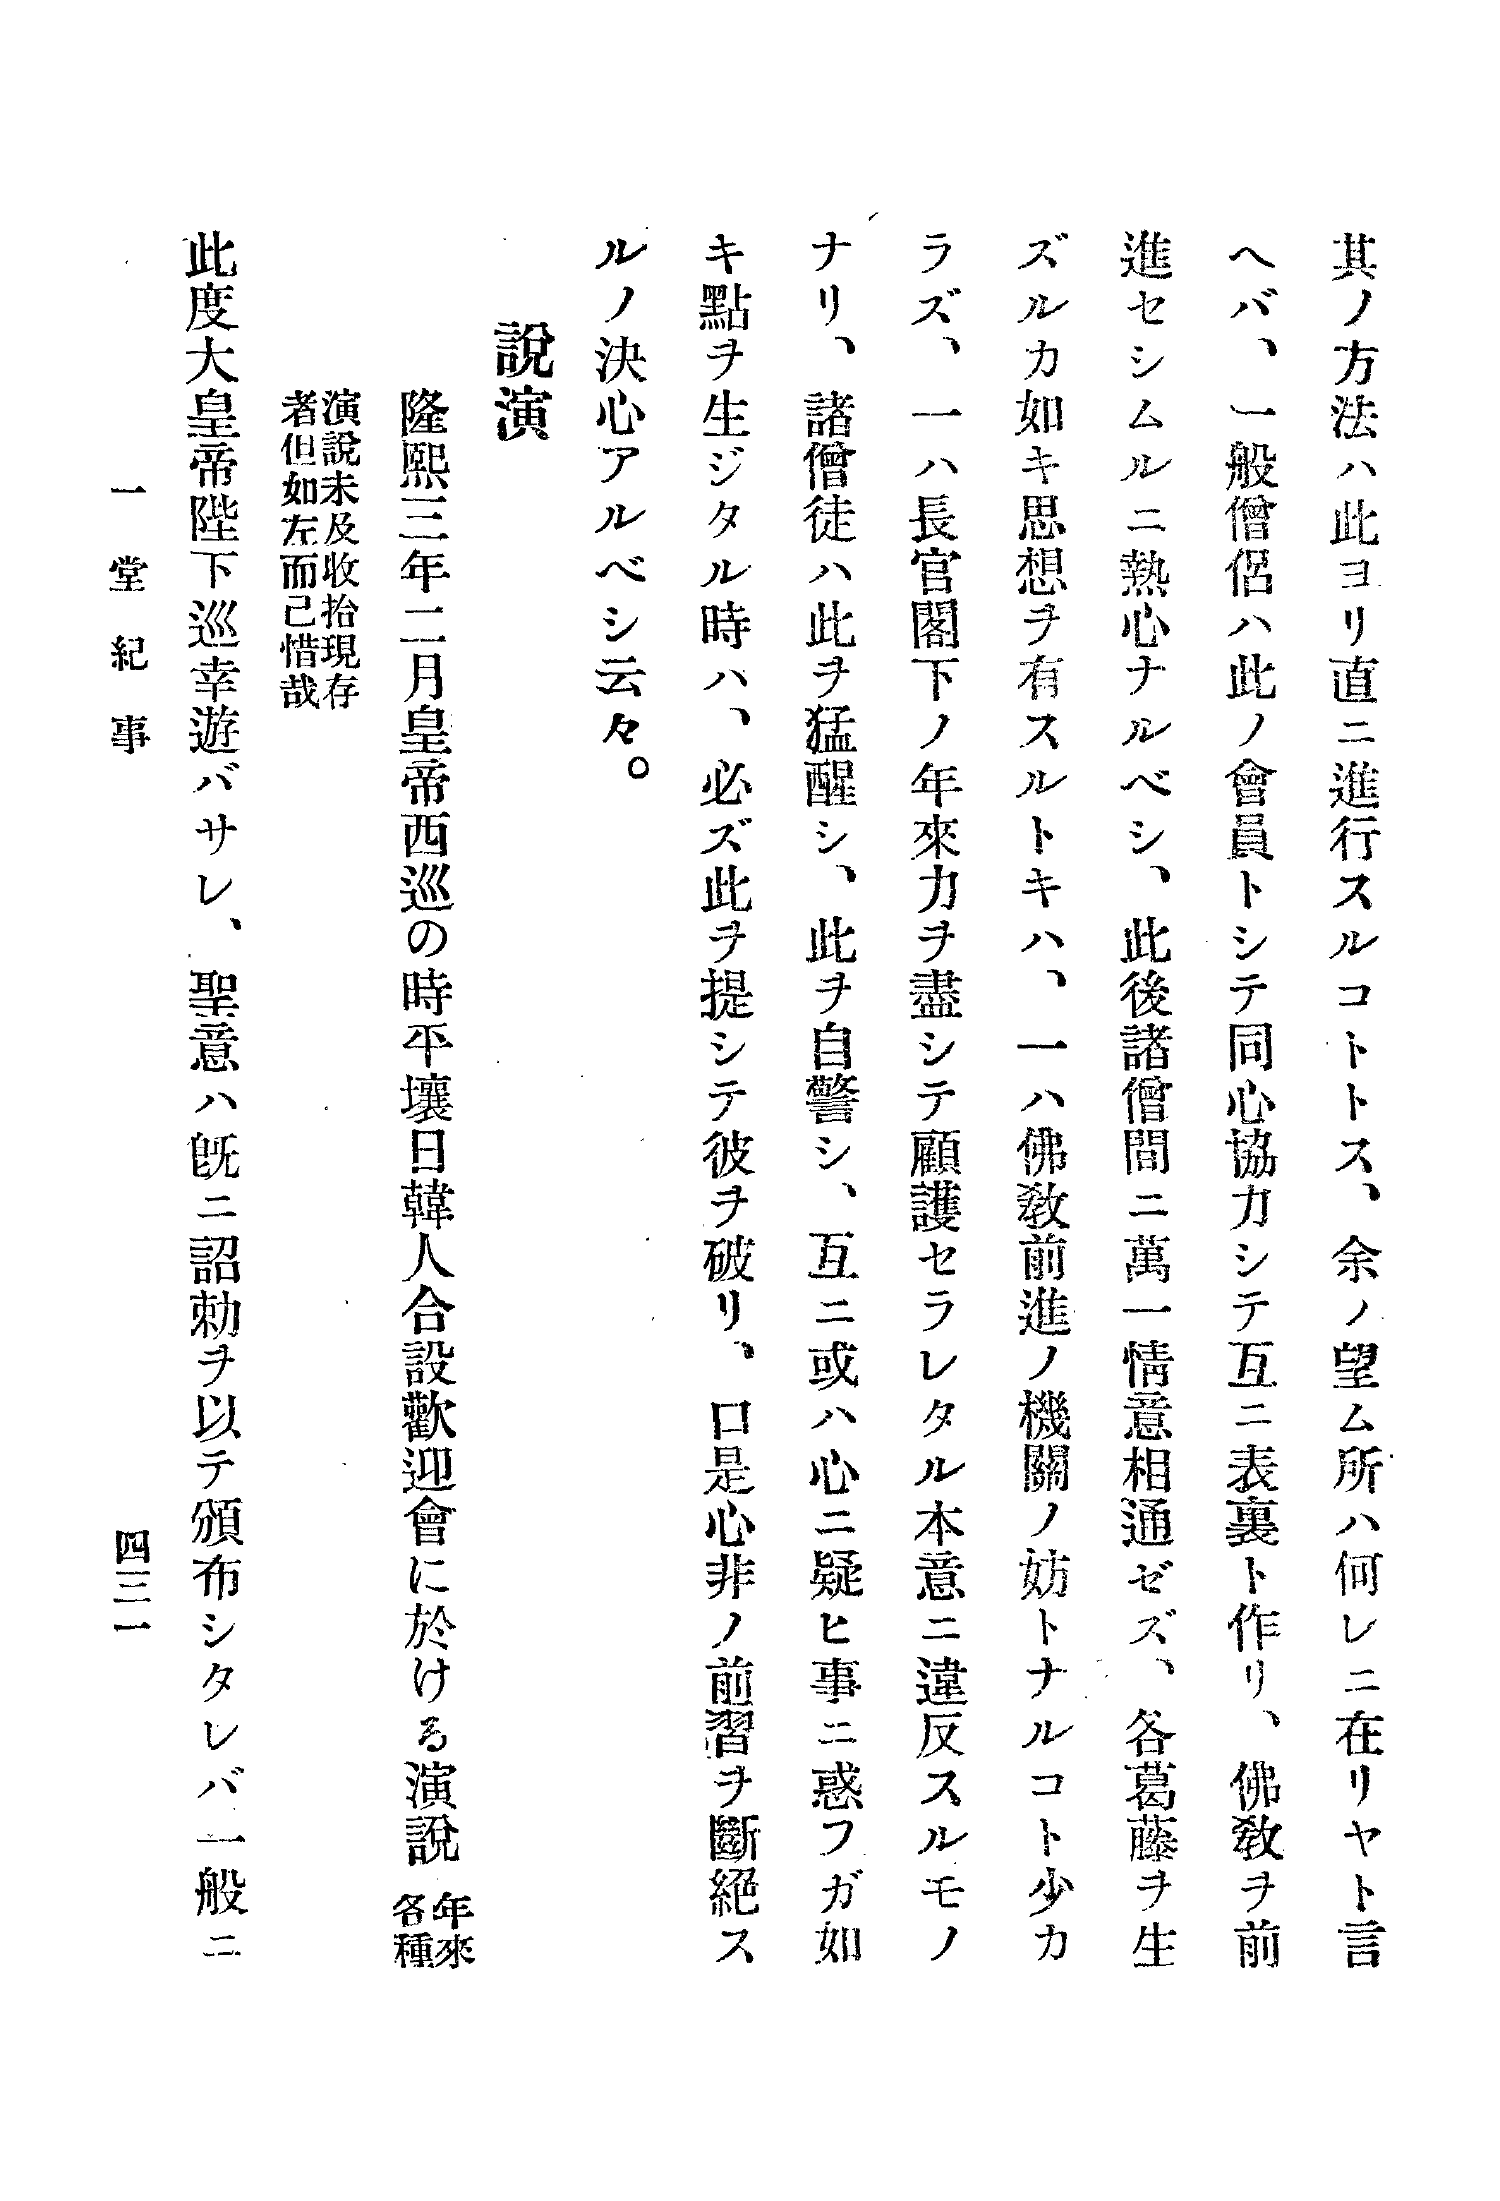 其ノ方法ハ此ヨリ直ニ進行スルコトトス、余ノ望ム所ハ何レニ在リヤト言
ヘバ、一般僧侶ハ此ノ會員トシテ同心協力シテ互ニ表裏ト作リ、佛教ヲ前
進セシムルニ熱心ナルベシ、此後諸僧間ニ萬一情意相通ゼズ、各葛藤ヲ生
ズルカ如キ思想ヲ有スルトキハ、一ハ佛教前進ノ機關ノ妨トナルコト少カ
ラズ、一ハ長官閣下ノ年來力ヲ盡シテ顧護セラレタル本意ニ違反スルモノ
ナリ、諸僧徒ハ此ヲ猛醒シ、此ヲ自警シ、互ニ或ハ心ニ疑ヒ事ニ惑フガ如
キ點ヲ生ジタル時ハ、必ズ此ヲ提シテ彼ヲ破リ、口是心非ノ前習ヲ斷絕ス
ルノ決心アルベシ云々。
說演
隆熙三年二月皇帝西巡の時平壤日韓人合設歡迎會に於ける演說 年來各種
演說未及收拾現存
者但如左而已惜哉
此度大皇帝陛下巡幸遊バサレ、聖意ハ旣ニ詔勅ヲ以テ頒布シタレバ一般ニ
一堂紀事 四三一